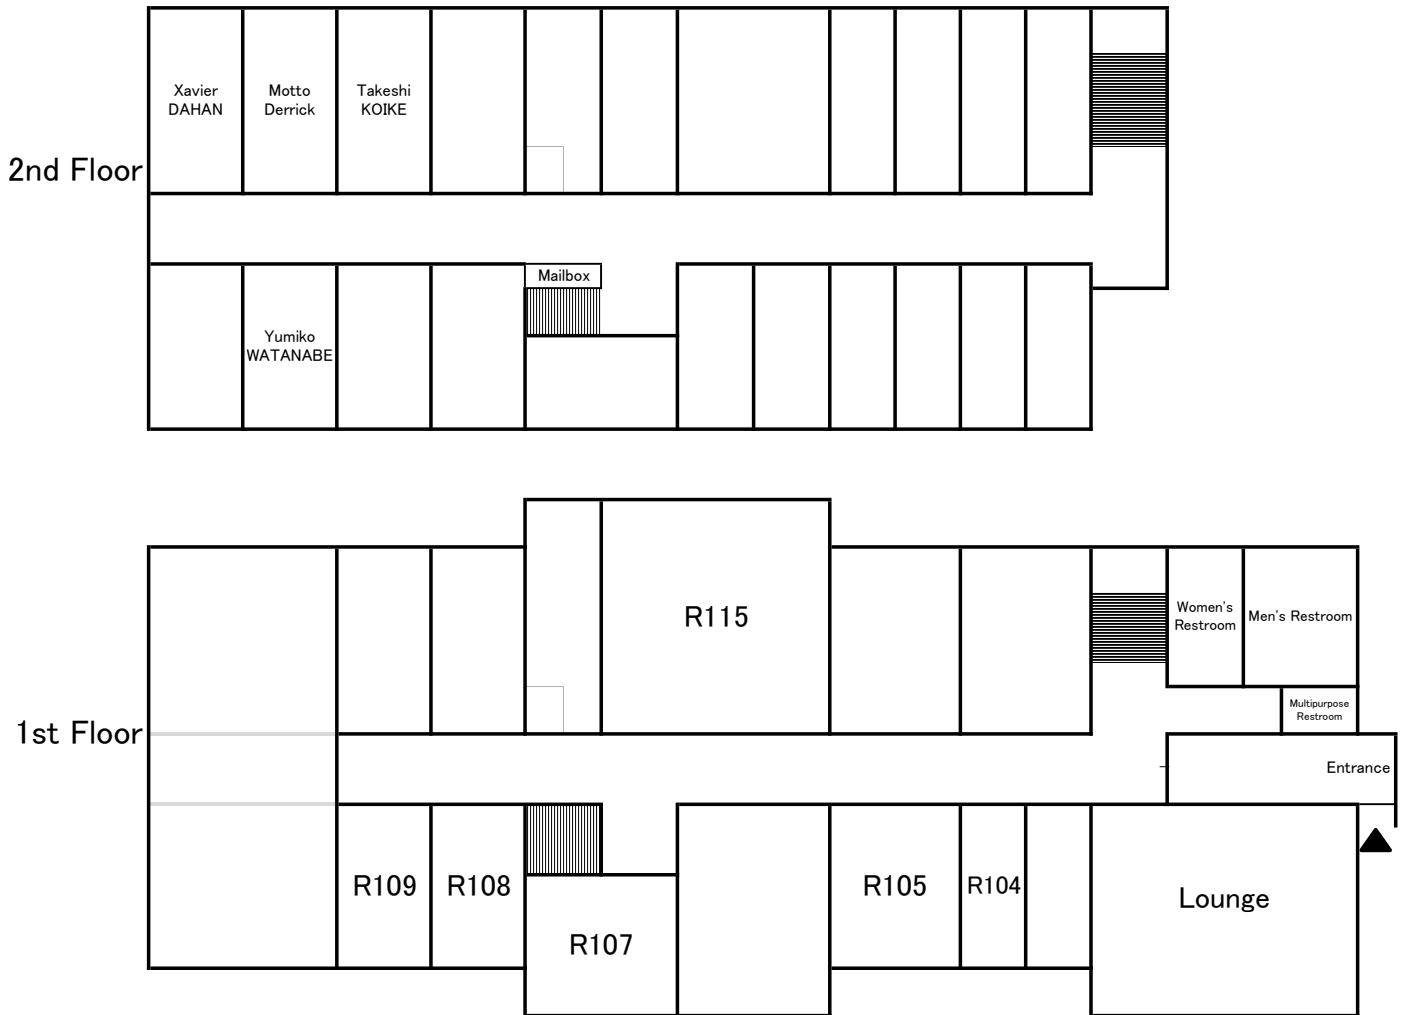 Xavier
DAHAN
Motto
Derrick
Takeshi
KOIKE
2nd Floor
Mailbox
Yumiko
WATANABE
R115
Women's
Restroom
Men's Restroom
Multipurpose
Restroom
1st Floor
Entrance
R109
R108
R105
R104
Lounge
R107